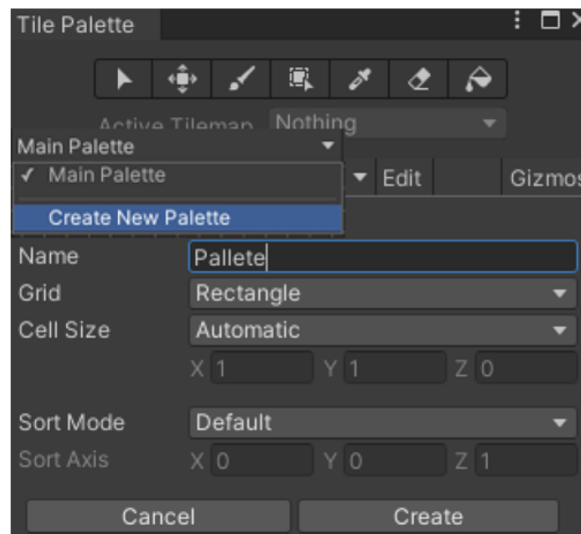 Tile Palette
Active Tilemap Nothing
Main Palette
✓ Main Palette
Edit Gizmos
Create New Palette
Name Pallete
Grid Rectangle
Cell Size Automatic
X 1 Y 1 Z 0
Sort Mode Default
Sort Axis X 0 Y 0 Z 1
Cancel Create